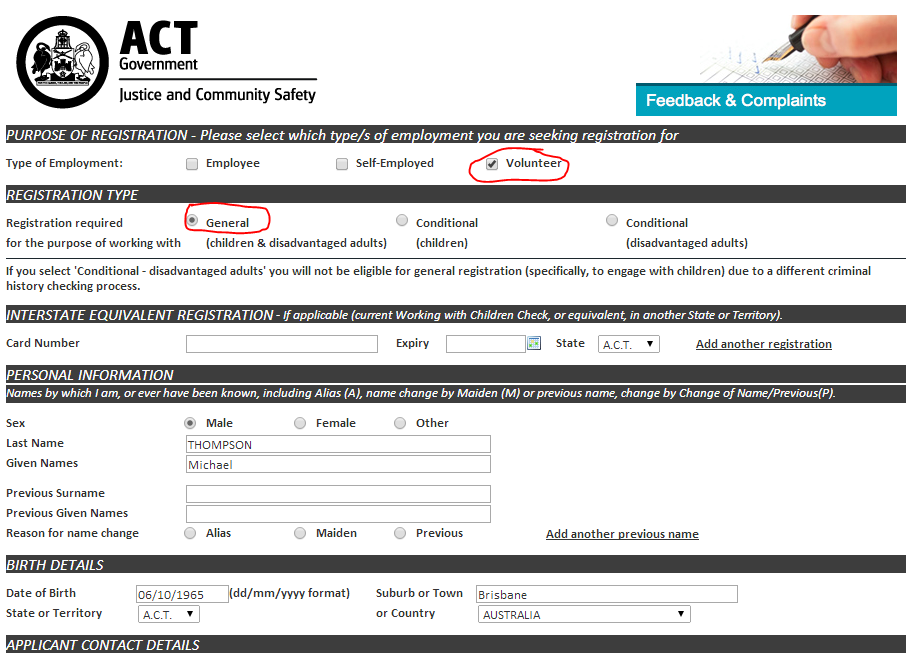 ACT
Government
Justice and Community Safety
Feedback & Complaints
PURPOSE OF REGISTRATION - Please select which type/s of employment you are seeking registration for
Type of Employment: Employee Self-Employed Volunteer
REGISTRATION TYPE
Registration required General Conditional Conditional
for the purpose of working with (children & disadvantaged adults) (children) (disadvantaged adults)
If you select 'Conditional - disadvantaged adults' you will not be eligible for general registration (specifically, to engage with children) due to a different criminal
history checking process.
INTERSTATE EQUIVALENT REGISTRATION - If applicable (current Working with Children Check, or equivalent, in another State or Territory).
Card Number Expiry State A.C.T. Add another registration
PERSONAL INFORMATION
Names by which I am, or ever have been known, including Alias (A), name change by Maiden (M) or previous name, change by Change of Name/Previous(P).
Sex Male Female Other
Last Name THOMPSON
Given Names Michael
Previous Surname
Previous Given Names
Reason for name change Alias Maiden Previous Add another previous name
BIRTH DETAILS
Date of Birth 06/10/1965 (dd/mm/yyyy format) Suburb or Town Brisbane
State or Territory A.C.T. or Country AUSTRALIA
APPLICANT CONTACT DETAILS